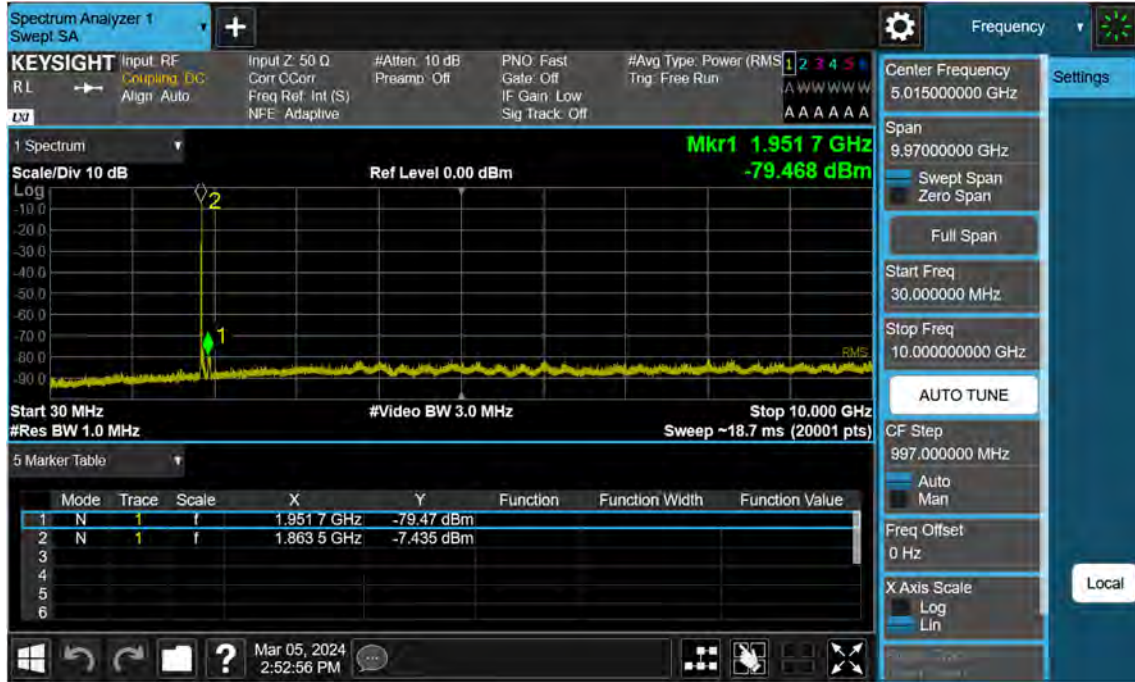 Spectrum Analyzer 1
Swept SA
+
Frequency
KEYSIGHT
RL
LXI
Input: RF
Coupling: DC
Align: Auto
Input Z: 50 Ω
Corr CCorr
Freq Ref: Int (S)
NFE: Adaptive
#Atten: 10 dB
Preamp: Off
PNO: Fast
Gate: Off
IF Gain: Low
Sig Track: Off
#Avg Type: Power (RMS)
Trig: Free Run
1 2 3 4 5 6
A W W W W W
A A A A A A
1 Spectrum
Scale/Div 10 dB
Ref Level 0.00 dBm
Mkr1 1.951 7 GHz
-79.468 dBm
Log
-10.0
-20.0
-30.0
-40.0
-50.0
-60.0
-70.0
-80.0
-90.0
2
1
RMS
Start 30 MHz
#Video BW 3.0 MHz
Stop 10.000 GHz
#Res BW 1.0 MHz
Sweep ~18.7 ms (20001 pts)
5 Marker Table
Mode Trace Scale X Y Function Function Width Function Value
1 N 1 f 1.951 7 GHz -79.47 dBm
2 N 1 f 1.863 5 GHz -7.435 dBm
3
4
5
6
Mar 05, 2024
2:52:56 PM
?
Center Frequency
5.015000000 GHz
Span
9.97000000 GHz
Swept Span
Zero Span
Full Span
Start Freq
30.000000 MHz
Stop Freq
10.000000000 GHz
AUTO TUNE
CF Step
997.000000 MHz
Auto
Man
Freq Offset
0 Hz
X Axis Scale
Log
Lin
Settings
Local